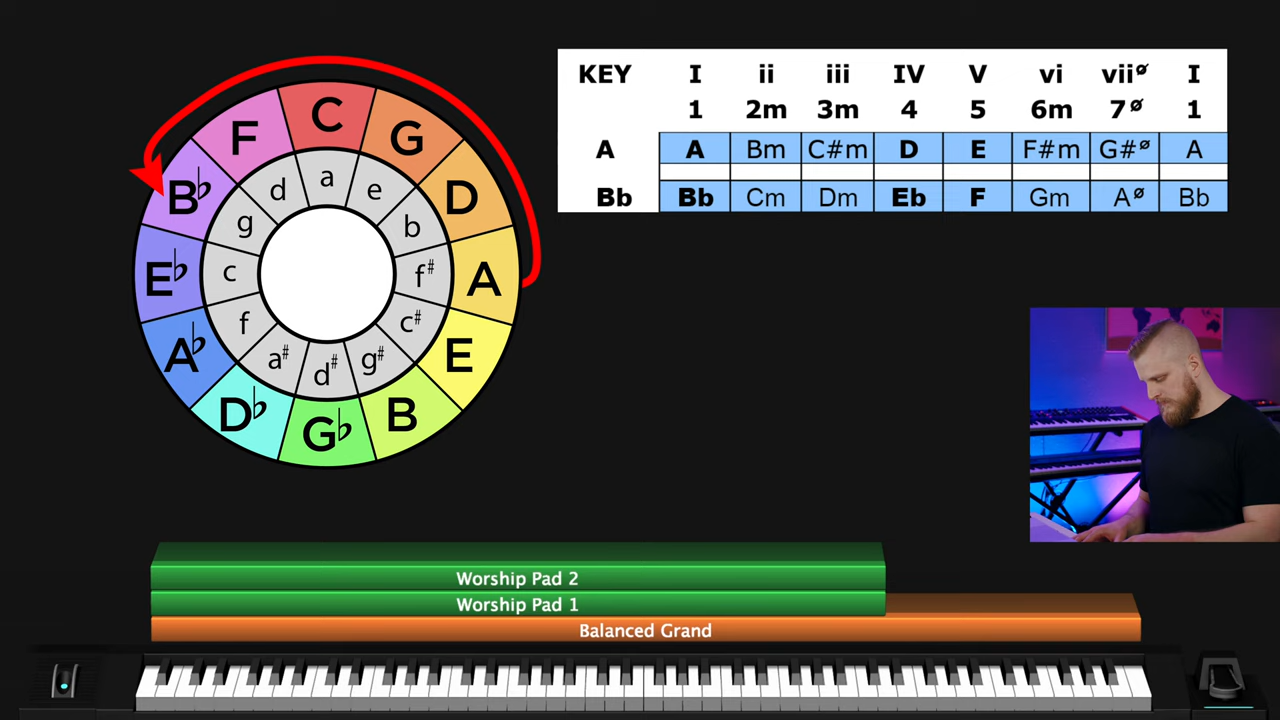 C
G
D
A
E
B
G♭
D♭
A♭
E♭
B♭
F
a
e
b
f#
c#
g#
d#
a#
f
c
g
d
KEY I ii iii IV V vi viiø I
1 2m 3m 4 5 6m 7ø 1
A A Bm C#m D E F#m G#ø A
Bb Bb Cm Dm Eb F Gm Aø Bb
Worship Pad 2
Worship Pad 1
Balanced Grand